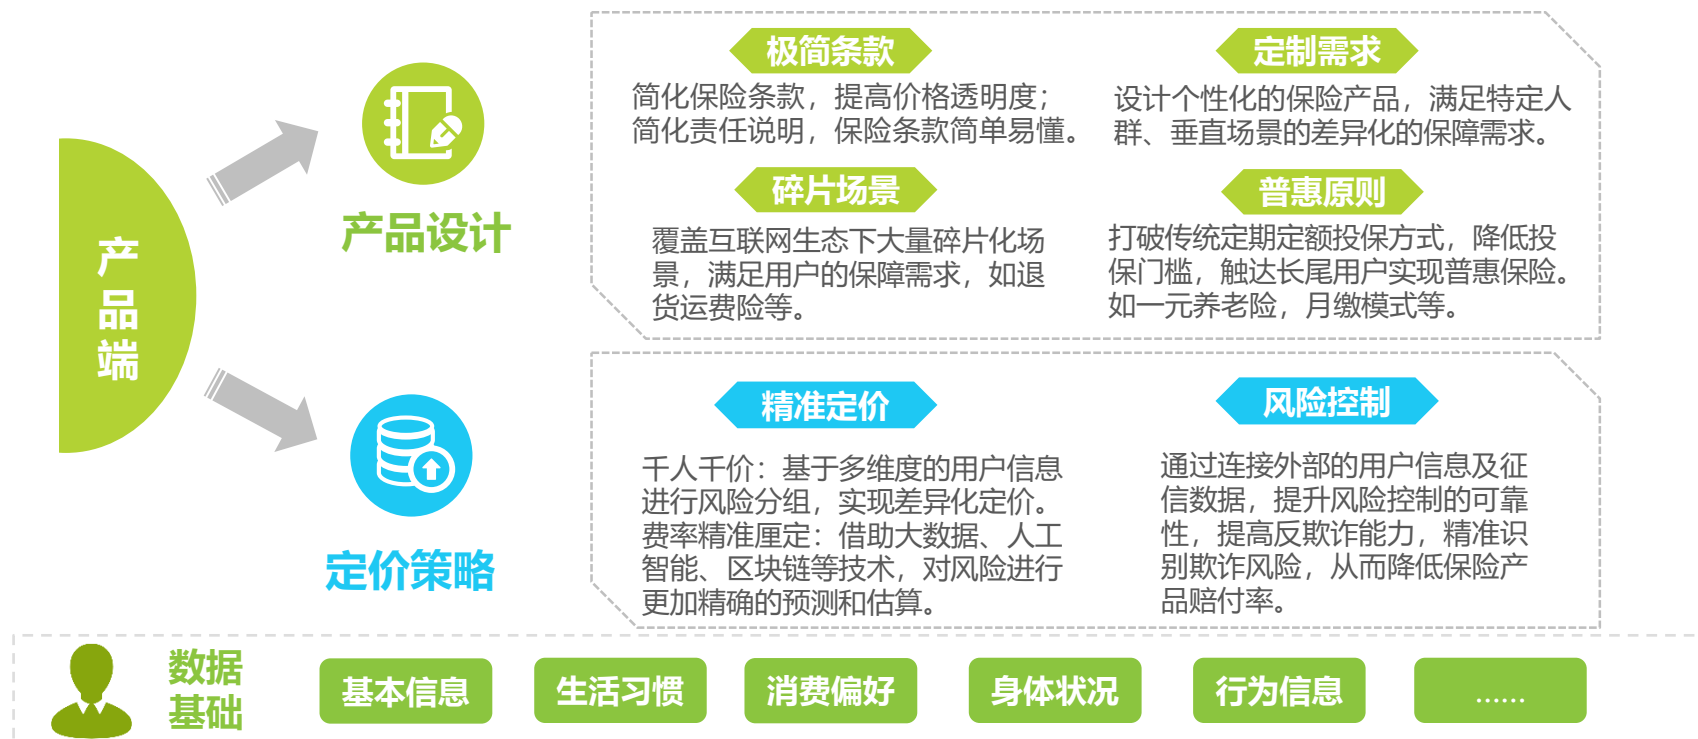 产品端
产品设计
极简条款
简化保险条款，提高价格透明度；
简化责任说明，保险条款简单易懂。
定制需求
设计个性化的保险产品，满足特定人
群、垂直场景的差异化的保障需求。
碎片场景
覆盖互联网生态下大量碎片化场
景，满足用户的保障需求，如退
货运费险等。
普惠原则
打破传统定期定额投保方式，降低投
保门槛，触达长尾用户实现普惠保险。
如一元养老险，月缴模式等。
定价策略
精准定价
千人千价：基于多维度的用户信息
进行风险分组，实现差异化定价。
费率精准厘定：借助大数据、人工
智能、区块链等技术，对风险进行
更加精确的预测和估算。
风险控制
通过连接外部的用户信息及征
信数据，提升风险控制的可靠
性，提高反欺诈能力，精准识
别欺诈风险，从而降低保险产
品赔付率。
数据
基础
基本信息
生活习惯
消费偏好
身体状况
行为信息
……